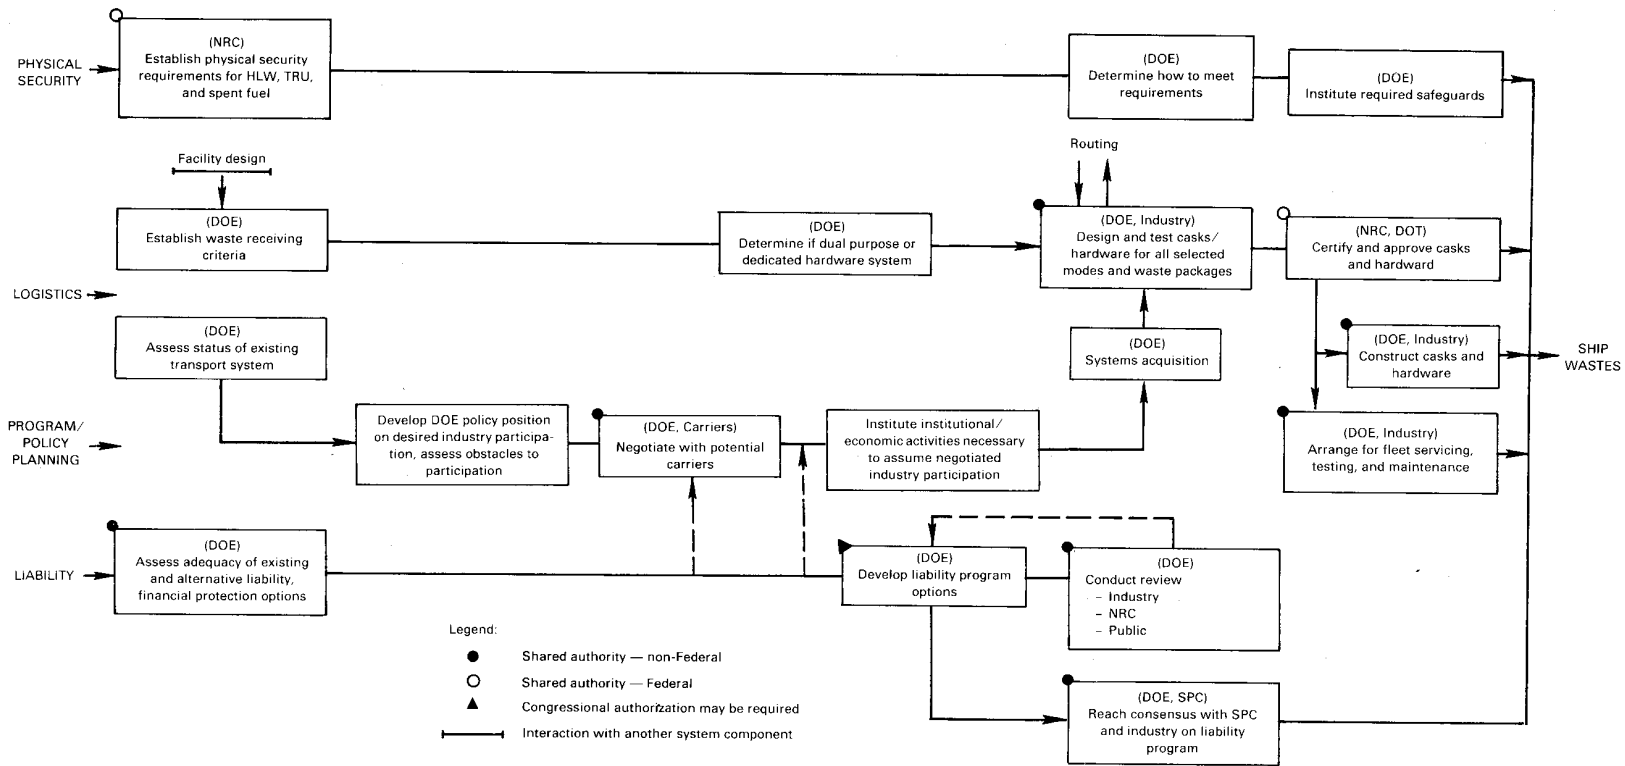 PHYSICAL
SECURITY
(NRC)
Establish physical security
requirements for HLW, TRU,
and spent fuel
(DOE)
Determine how to meet
requirements
(DOE)
Institute required safeguards
Facility design
Routing
(DOE)
Establish waste receiving
criteria
(DOE)
Determine if dual purpose or
dedicated hardware system
(DOE, Industry)
Design and test casks/
hardware for all selected
modes and waste packages
(NRC, DOT)
Certify and approve casks
and hardward
LOGISTICS
(DOE)
Assess status of existing
transport system
(DOE)
Systems acquisition
(DOE, Industry)
Construct casks and
hardware
SHIP
WASTES
PROGRAM/
POLICY
PLANNING
Develop DOE policy position
on desired industry participa-
tion, assess obstacles to
participation
(DOE, Carriers)
Negotiate with potential
carriers
Institute institutional/
economic activities necessary
to assume negotiated
industry participation
(DOE, Industry)
Arrange for fleet servicing,
testing, and maintenance
LIABILITY
(DOE)
Assess adequacy of existing
and alternative liability,
financial protection options
(DOE)
Develop liability program
options
(DOE)
Conduct review
– Industry
– NRC
– Public
(DOE, SPC)
Reach consensus with SPC
and industry on liability
program
Legend:
Shared authority — non-Federal
Shared authority — Federal
Congressional authorization may be required
Interaction with another system component